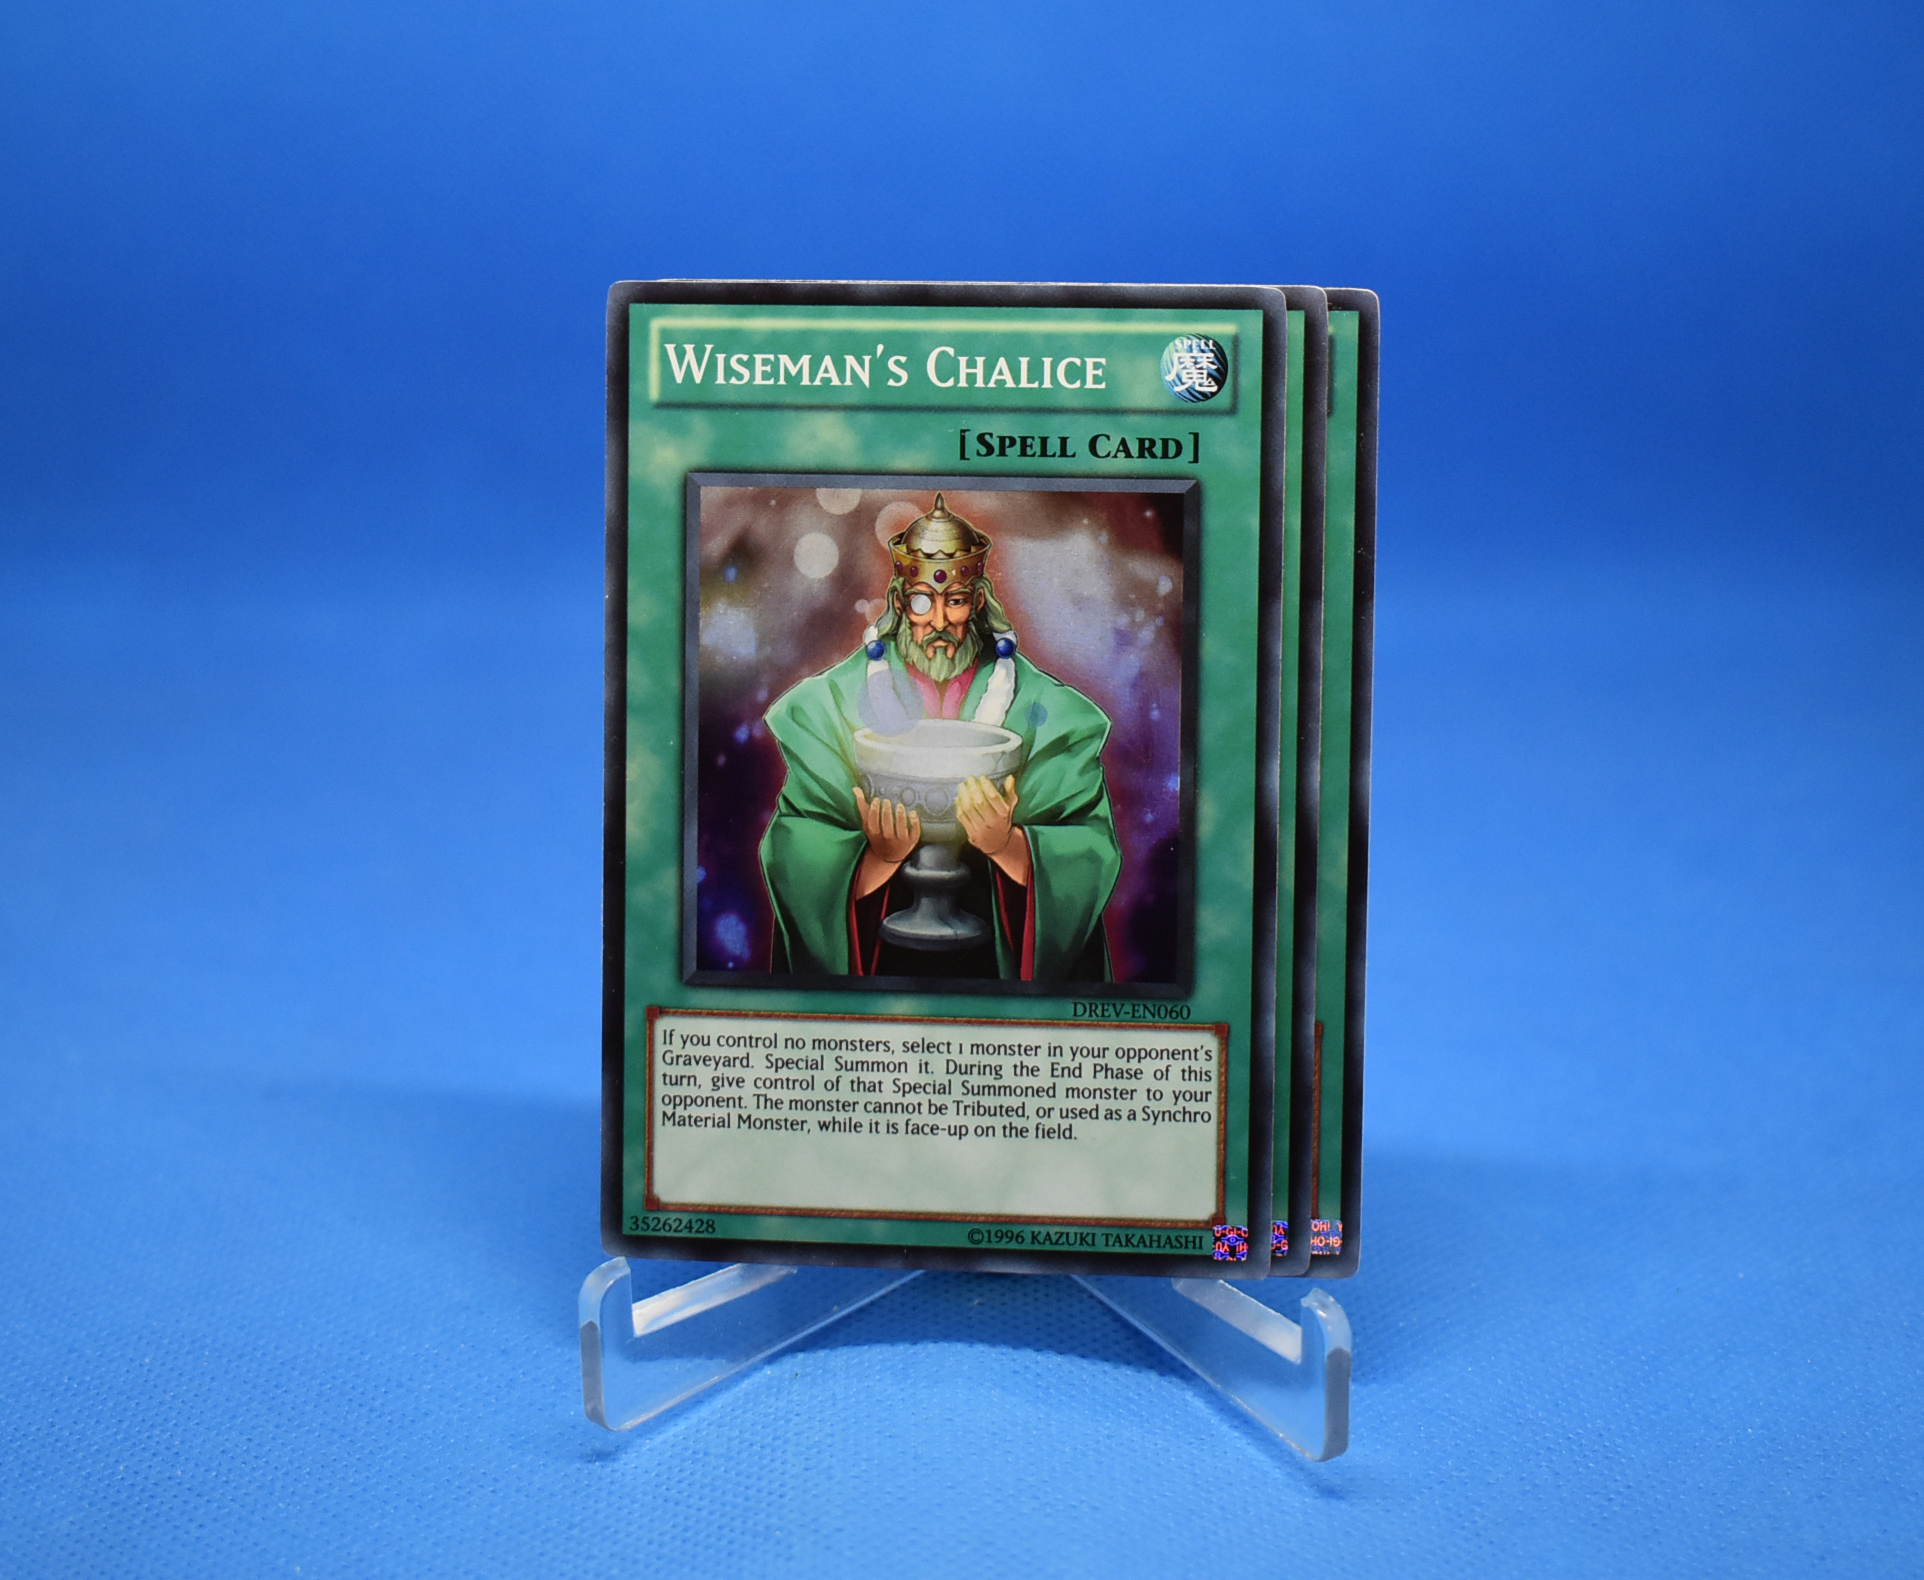 WISEMAN'S CHALICE
SPELL
魔
[SPELL CARD]
DREV-EN060
If you control no monsters, select 1 monster in your opponent's
Graveyard. Special Summon it. During the End Phase of this
turn, give control of that Special Summoned monster to your
opponent. The monster cannot be Tributed, or used as a Synchro
Material Monster, while it is face-up on the field.
35262428
©1996 KAZUKI TAKAHASHI